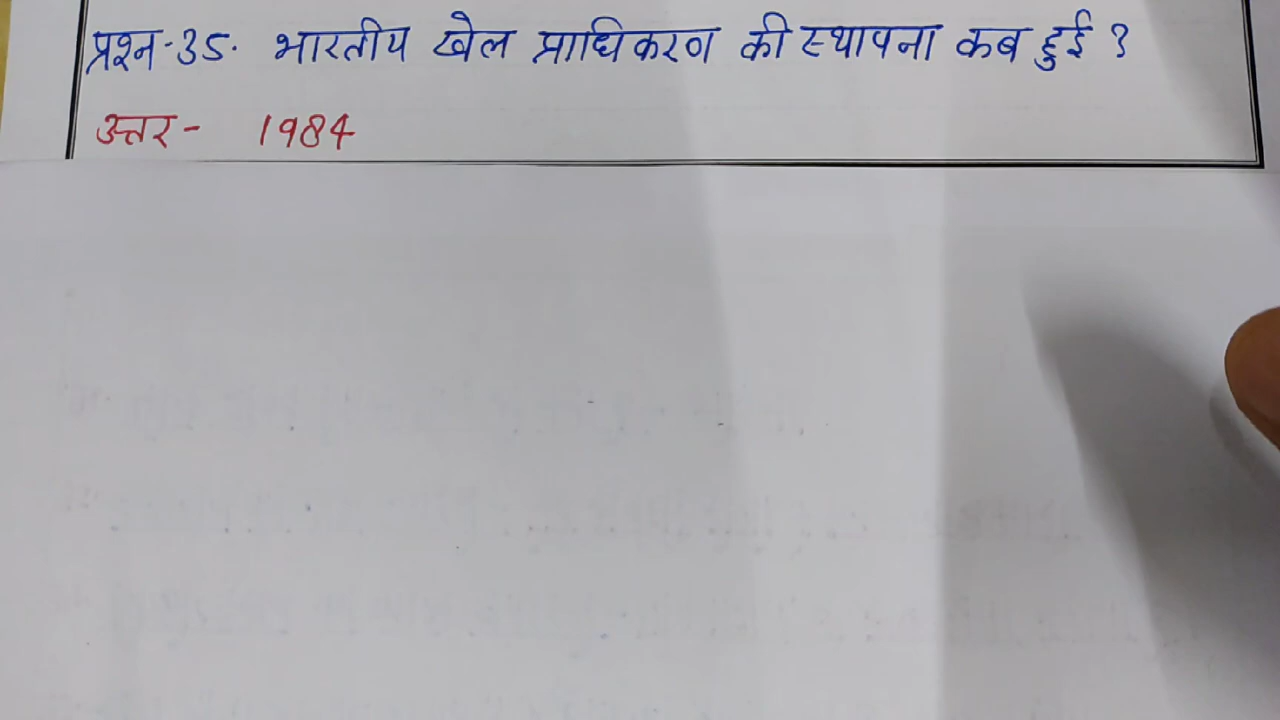 प्रश्न-35. भारतीय खेल प्राधिकरण की स्थापना कब हुई ?
उत्तर- 1984